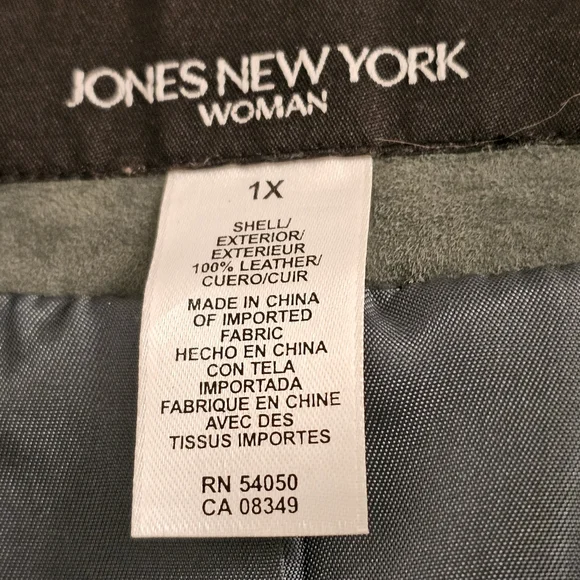 JONES NEW YORK
WOMAN
1X
SHELL/
EXTERIOR/
EXTERIEUR
100% LEATHER/
CUERO/CUIR
MADE IN CHINA
OF IMPORTED
FABRIC
HECHO EN CHINA
CON TELA
IMPORTADA
FABRIQUE EN CHINE
AVEC DES
TISSUS IMPORTES
RN 54050
CA 08349